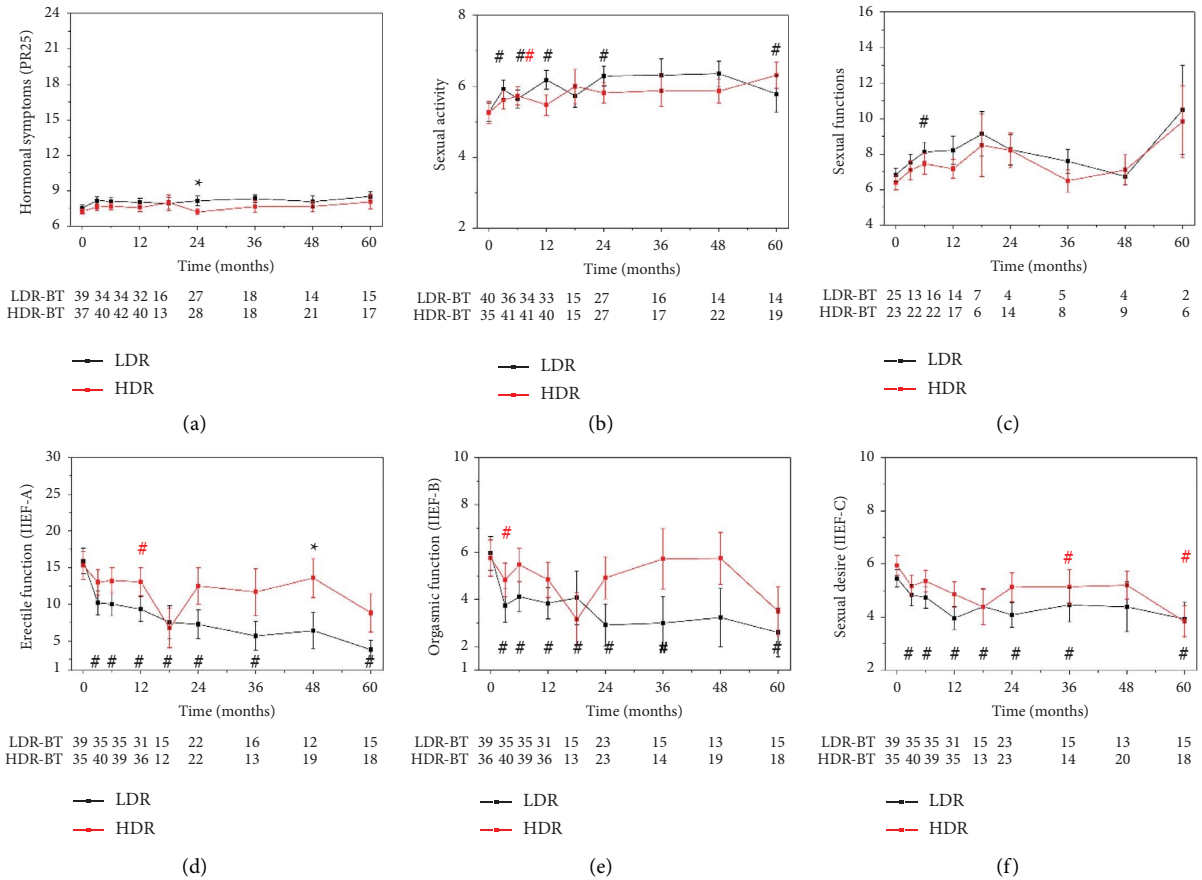 Hormonal symptoms (PR25)
24
21
18
15
12
9
6
*
0 12 24 36 48 60
Time (months)
LDR-BT 39 34 34 32 16 27 18 14 15
HDR-BT 37 40 42 40 13 28 18 21 17
LDR
HDR
(a)
Sexual activity
8
6
4
2
# # # # # #
0 12 24 36 48 60
Time (months)
LDR-BT 40 36 34 33 15 27 16 14 14
HDR-BT 35 41 41 40 15 27 17 22 19
LDR
HDR
(b)
Sexual functions
16
14
12
10
8
6
4
#
0 12 24 36 48 60
Time (months)
LDR-BT 25 13 16 14 7 4 5 4 2
HDR-BT 23 22 22 17 6 14 8 9 6
LDR
HDR
(c)
Erectile function (IIEF-A)
30
25
20
15
10
5
1
# *
# # # # # # #
0 12 24 36 48 60
Time (months)
LDR-BT 39 35 35 31 15 22 16 12 15
HDR-BT 35 40 39 36 12 22 13 19 18
LDR
HDR
(d)
Orgasmic function (IIEF-B)
10
8
6
4
2
1
#
# # # # # # #
0 12 24 36 48 60
Time (months)
LDR-BT 39 35 35 31 15 23 15 13 15
HDR-BT 36 40 39 36 13 23 14 19 18
LDR
HDR
(e)
Sexual desire (IIEF-C)
10
8
6
4
2
# #
# # # # # # #
0 12 24 36 48 60
Time (months)
LDR-BT 39 35 35 31 15 23 15 13 15
HDR-BT 35 40 39 35 13 23 14 20 18
LDR
HDR
(f)